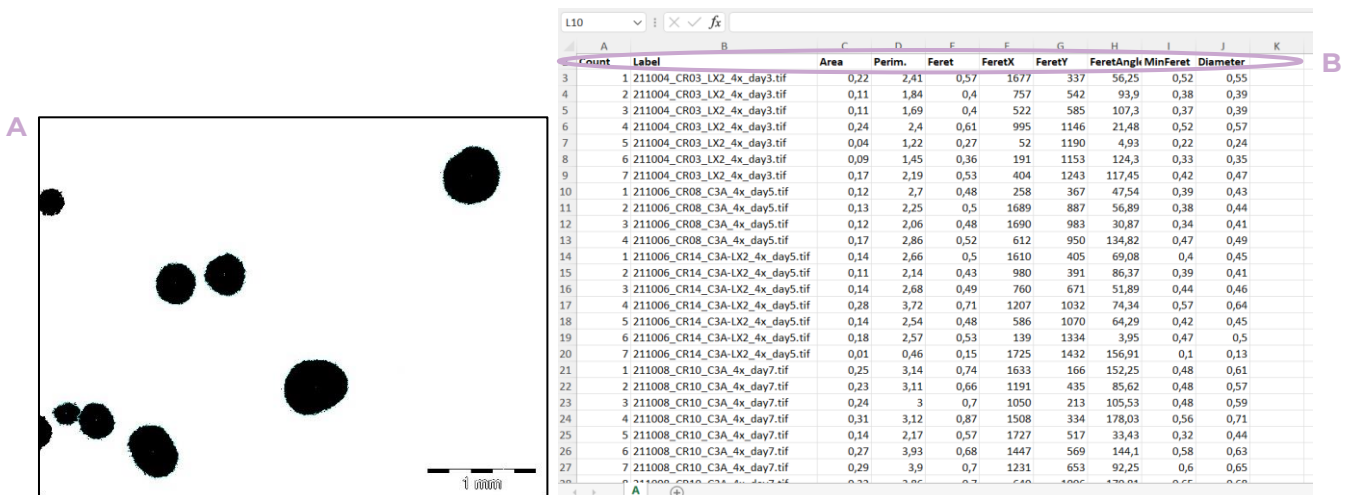 A
1 mm
B
L10 fx
A B C D E F G H I J K
Count Label Area Perim. Feret FeretX FeretY FeretAngle MinFeret Diameter
3 1 211004_CR03_LX2_4x_day3.tif 0,22 2,41 0,57 1677 337 56,25 0,52 0,55
4 2 211004_CR03_LX2_4x_day3.tif 0,11 1,84 0,4 757 542 93,9 0,38 0,39
5 3 211004_CR03_LX2_4x_day3.tif 0,11 1,69 0,4 522 585 107,3 0,37 0,39
6 4 211004_CR03_LX2_4x_day3.tif 0,24 2,4 0,61 995 1146 21,48 0,52 0,57
7 5 211004_CR03_LX2_4x_day3.tif 0,04 1,22 0,27 52 1190 4,93 0,22 0,24
8 6 211004_CR03_LX2_4x_day3.tif 0,09 1,45 0,36 191 1153 124,3 0,33 0,35
9 7 211004_CR03_LX2_4x_day3.tif 0,17 2,19 0,53 404 1243 117,45 0,42 0,47
10 1 211006_CR08_C3A_4x_day5.tif 0,12 2,7 0,48 258 367 47,54 0,39 0,43
11 2 211006_CR08_C3A_4x_day5.tif 0,13 2,25 0,5 1689 887 56,89 0,38 0,44
12 3 211006_CR08_C3A_4x_day5.tif 0,12 2,06 0,48 1690 983 30,87 0,34 0,41
13 4 211006_CR08_C3A_4x_day5.tif 0,17 2,86 0,52 612 950 134,82 0,47 0,49
14 1 211006_CR14_C3A-LX2_4x_day5.tif 0,14 2,66 0,5 1610 405 69,08 0,4 0,45
15 2 211006_CR14_C3A-LX2_4x_day5.tif 0,11 2,14 0,43 980 391 86,37 0,39 0,41
16 3 211006_CR14_C3A-LX2_4x_day5.tif 0,14 2,68 0,49 760 671 51,89 0,44 0,46
17 4 211006_CR14_C3A-LX2_4x_day5.tif 0,28 3,72 0,71 1207 1032 74,34 0,57 0,64
18 5 211006_CR14_C3A-LX2_4x_day5.tif 0,14 2,54 0,48 586 1070 64,29 0,42 0,45
19 6 211006_CR14_C3A-LX2_4x_day5.tif 0,18 2,57 0,53 139 1334 3,95 0,47 0,5
20 7 211006_CR14_C3A-LX2_4x_day5.tif 0,01 0,46 0,15 1725 1432 156,91 0,1 0,13
21 1 211008_CR10_C3A_4x_day7.tif 0,25 3,14 0,74 1633 166 152,25 0,48 0,61
22 2 211008_CR10_C3A_4x_day7.tif 0,23 3,11 0,66 1191 435 85,62 0,48 0,57
23 3 211008_CR10_C3A_4x_day7.tif 0,24 3 0,7 1050 213 105,53 0,48 0,59
24 4 211008_CR10_C3A_4x_day7.tif 0,31 3,12 0,87 1508 334 178,03 0,56 0,71
25 5 211008_CR10_C3A_4x_day7.tif 0,14 2,17 0,57 1727 517 33,43 0,32 0,44
26 6 211008_CR10_C3A_4x_day7.tif 0,27 3,93 0,68 1447 569 144,1 0,58 0,63
27 7 211008_CR10_C3A_4x_day7.tif 0,29 3,9 0,7 1231 653 92,25 0,6 0,65
A